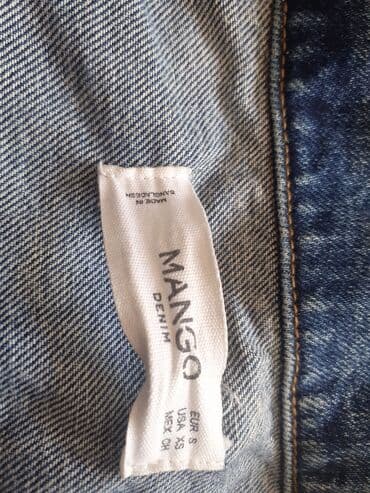 MANGO
DENIM
EUR S
USA XS
MEX CH
MADE IN
BANGLADESH